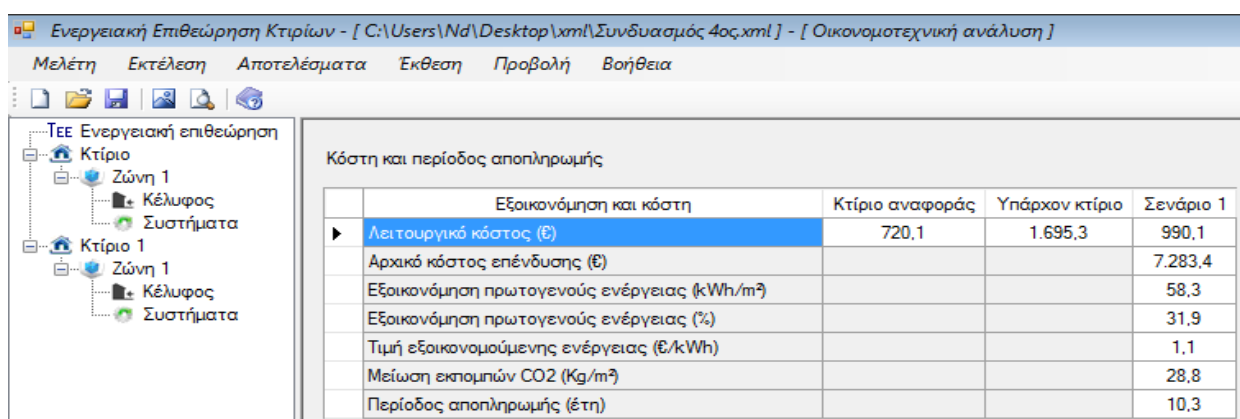 Ενεργειακή Επιθεώρηση Κτιρίων - [ C:\Users\Nd\Desktop\xml\Συνδυασμός 4ος.xml ] - [ Οικονομοτεχνική ανάλυση ]
Μελέτη Εκτέλεση Αποτελέσματα Έκθεση Προβολή Βοήθεια
TEE Ενεργειακή επιθεώρηση
Κτίριο
Ζώνη 1
Κέλυφος
Συστήματα
Κτίριο 1
Ζώνη 1
Κέλυφος
Συστήματα
Κόστη και περίοδος αποπληρωμής
Εξοικονόμηση και κόστη Κτίριο αναφοράς Υπάρχον κτίριο Σενάριο 1
Λειτουργικό κόστος (€) 720,1 1.695,3 990,1
Αρχικό κόστος επένδυσης (€) 7.283,4
Εξοικονόμηση πρωτογενούς ενέργειας (kWh/m²) 58,3
Εξοικονόμηση πρωτογενούς ενέργειας (%) 31,9
Τιμή εξοικονομούμενης ενέργειας (€/kWh) 1,1
Μείωση εκπομπών CO2 (Kg/m²) 28,8
Περίοδος αποπληρωμής (έτη) 10,3